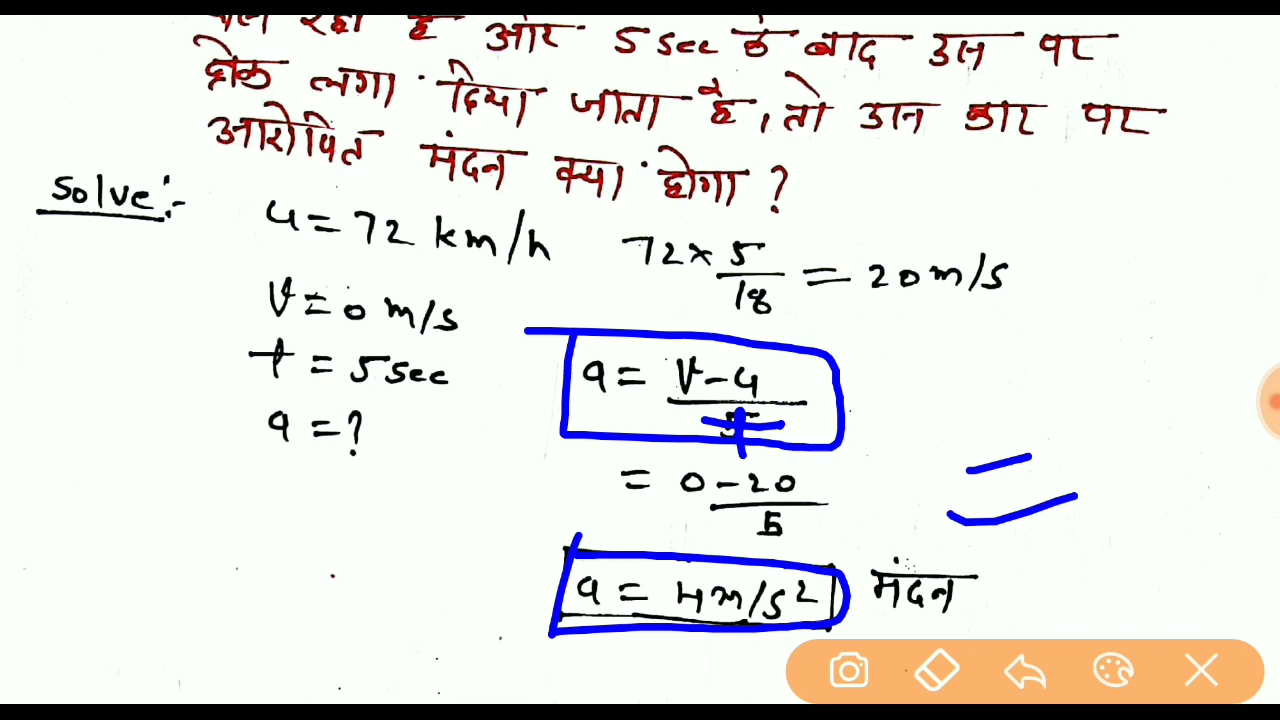 रहा है और 5 sec के बाद उस पर
ब्रेक लगा दिया जाता है, तो उस कार पर
आरोपित मंदन क्या होगा ?
Solve:-
u = 72 km/h
72 × 5/18 = 20 m/s
v = 0 m/s
t = 5 sec
a = ?
a = v - u / t
= 0 - 20 / 5
a = 4 m/s² मंदन